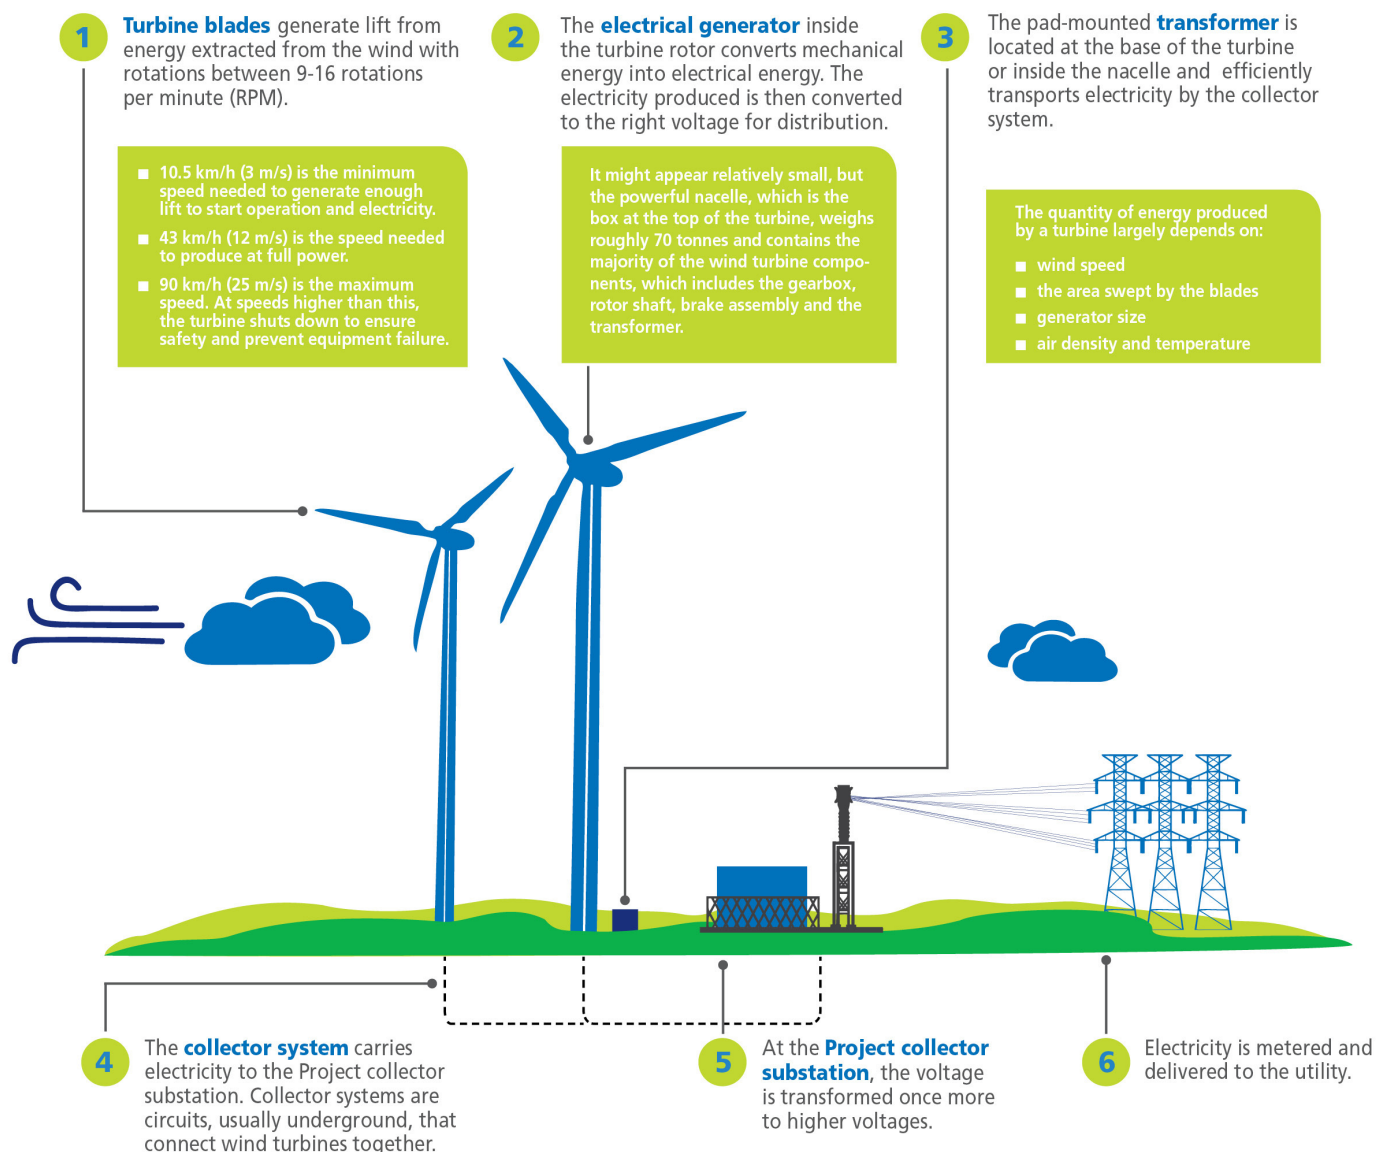 1
Turbine blades generate lift from
energy extracted from the wind with
rotations between 9-16 rotations
per minute (RPM).
10.5 km/h (3 m/s) is the minimum
speed needed to generate enough
lift to start operation and electricity.
43 km/h (12 m/s) is the speed needed
to produce at full power.
90 km/h (25 m/s) is the maximum
speed. At speeds higher than this,
the turbine shuts down to ensure
safety and prevent equipment failure.
2
The electrical generator inside
the turbine rotor converts mechanical
energy into electrical energy. The
electricity produced is then converted
to the right voltage for distribution.
It might appear relatively small, but
the powerful nacelle, which is the
box at the top of the turbine, weighs
roughly 70 tonnes and contains the
majority of the wind turbine compo-
nents, which includes the gearbox,
rotor shaft, brake assembly and the
transformer.
3
The pad-mounted transformer is
located at the base of the turbine
or inside the nacelle and efficiently
transports electricity by the collector
system.
The quantity of energy produced
by a turbine largely depends on:
wind speed
the area swept by the blades
generator size
air density and temperature
4
The collector system carries
electricity to the Project collector
substation. Collector systems are
circuits, usually underground, that
connect wind turbines together.
5
At the Project collector
substation, the voltage
is transformed once more
to higher voltages.
6
Electricity is metered and
delivered to the utility.